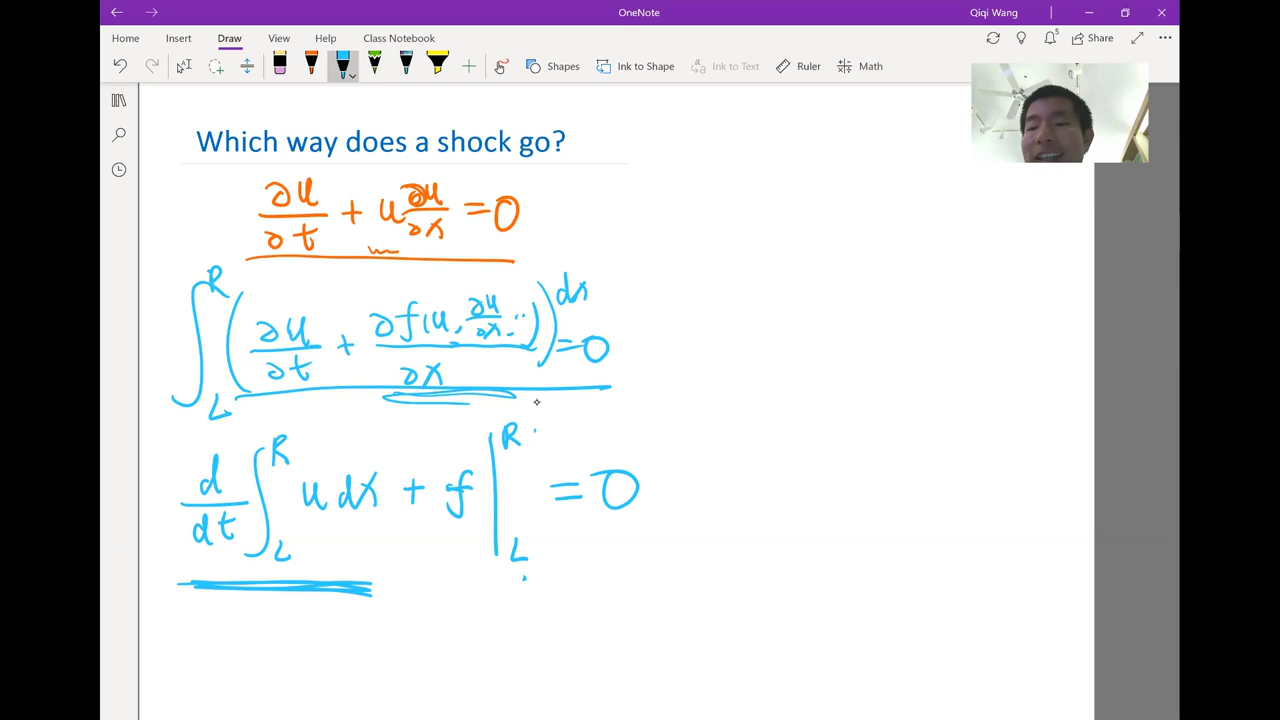 OneNote
Qiqi Wang
Home Insert Draw View Help Class Notebook
5 Share
Shapes Ink to Shape Ink to Text Ruler Math
Which way does a shock go?
∂u/∂t + u ∂u/∂x = 0
∫_L^R (∂u/∂t + ∂f(u, ∂u/∂x, ··)/∂x) dx = 0
d/dt ∫_L^R u dx + f |_L^R = 0